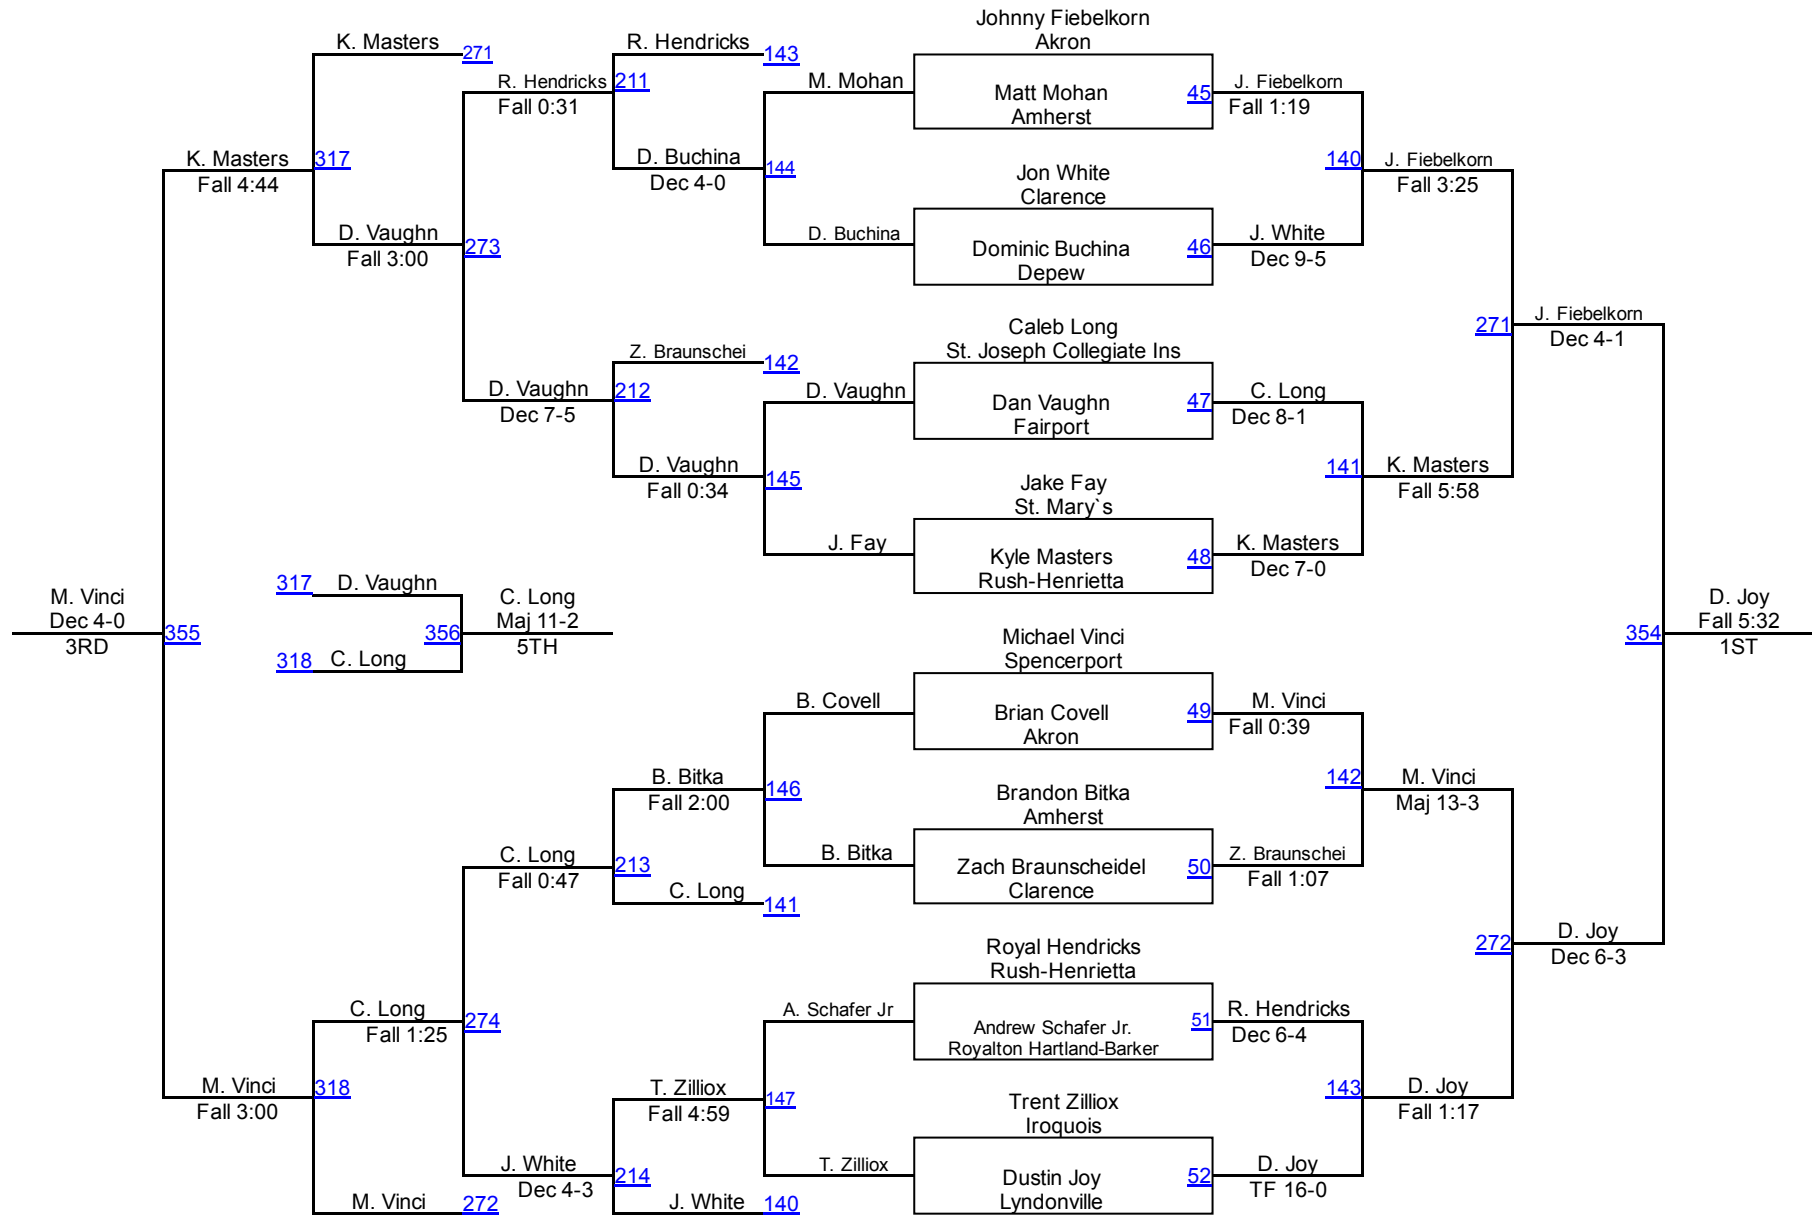 Johnny Fiebelkorn
Akron
K. Masters
271
R. Hendricks
143
R. Hendricks
Fall 0:31
211
M. Mohan
Matt Mohan
Amherst
45
J. Fiebelkorn
Fall 1:19
K. Masters
Fall 4:44
317
D. Buchina
Dec 4-0
144
Jon White
Clarence
140
J. Fiebelkorn
Fall 3:25
D. Vaughn
Fall 3:00
273
D. Buchina
Dominic Buchina
Depew
46
J. White
Dec 9-5
Caleb Long
St. Joseph Collegiate Ins
271
J. Fiebelkorn
Dec 4-1
Z. Braunschei
142
D. Vaughn
Dec 7-5
212
D. Vaughn
Dan Vaughn
Fairport
47
C. Long
Dec 8-1
D. Vaughn
Fall 0:34
145
Jake Fay
St. Mary`s
141
K. Masters
Fall 5:58
J. Fay
Kyle Masters
Rush-Henrietta
48
K. Masters
Dec 7-0
M. Vinci
Dec 4-0
3RD
355
317
D. Vaughn
318
C. Long
356
C. Long
Maj 11-2
5TH
Michael Vinci
Spencerport
354
D. Joy
Fall 5:32
1ST
B. Covell
Brian Covell
Akron
49
M. Vinci
Fall 0:39
B. Bitka
Fall 2:00
146
Brandon Bitka
Amherst
142
M. Vinci
Maj 13-3
C. Long
Fall 0:47
213
B. Bitka
Zach Braunscheidel
Clarence
50
Z. Braunschei
Fall 1:07
C. Long
141
Royal Hendricks
Rush-Henrietta
272
D. Joy
Dec 6-3
C. Long
Fall 1:25
274
A. Schafer Jr
Andrew Schafer Jr.
Royalton Hartland-Barker
51
R. Hendricks
Dec 6-4
M. Vinci
Fall 3:00
318
T. Zilliox
Fall 4:59
147
Trent Zilliox
Iroquois
143
D. Joy
Fall 1:17
J. White
Dec 4-3
214
T. Zilliox
Dustin Joy
Lyndonville
52
D. Joy
TF 16-0
M. Vinci
272
J. White
140